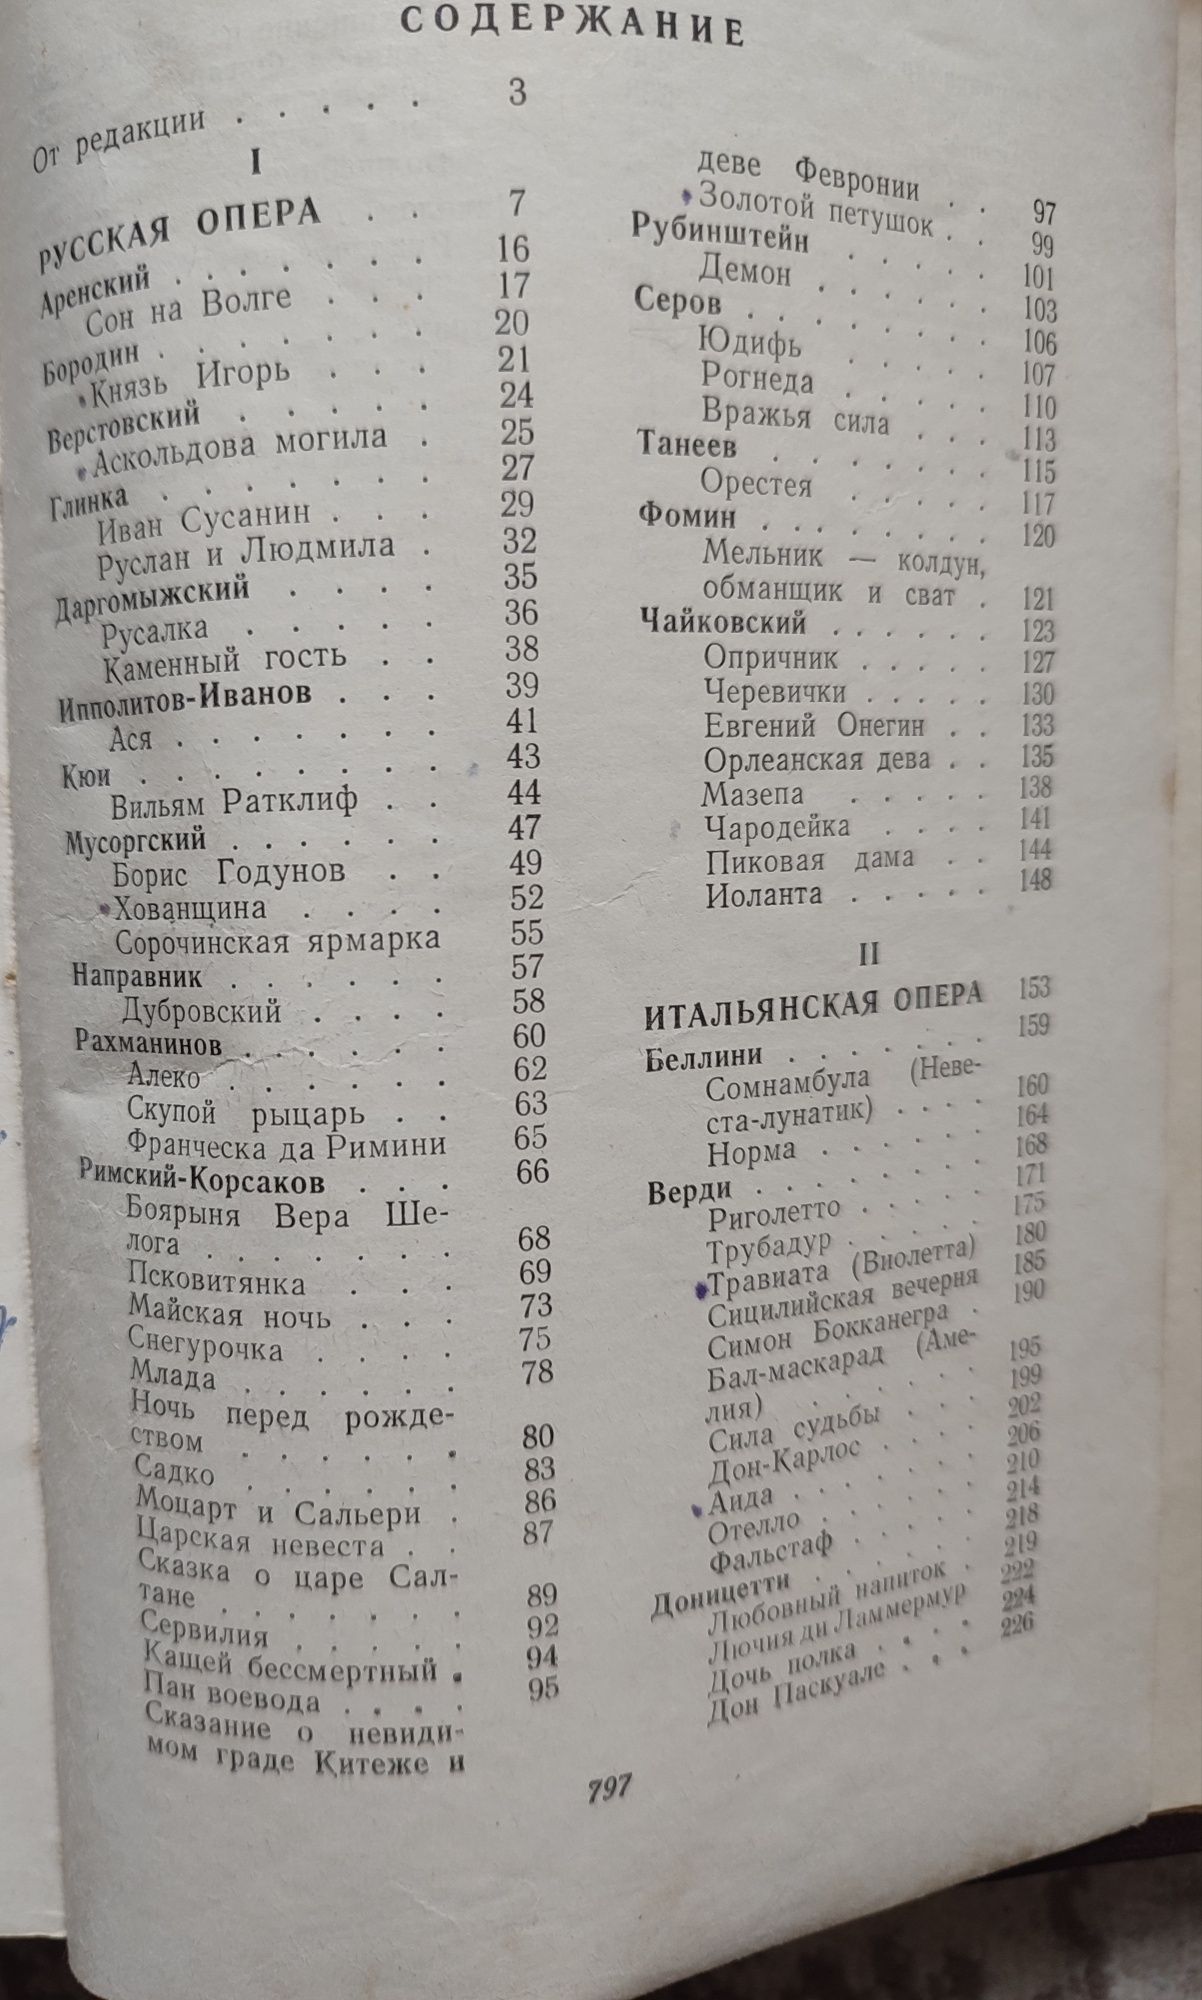 СОДЕРЖАНИЕ
От редакции . . . . . 3
I
РУССКАЯ ОПЕРА . . 7
Аренский . . . . . . . 16
Сон на Волге . . . 17
Бородин . . . . . . . 20
Князь Игорь . . . 21
Верстовский . . . . . 24
Аскольдова могила . 25
Глинка . . . . . . . 27
Иван Сусанин . . . 29
Руслан и Людмила . 32
Даргомыжский . . . . 35
Русалка . . . . . 36
Каменный гость . . 38
Ипполитов-Иванов . . . 39
Ася . . . . . . . 41
Кюи . . . . . . . . 43
Вильям Ратклиф . . 44
Мусоргский . . . . . . 47
Борис Годунов . . 49
Хованщина . . . . 52
Сорочинская ярмарка 55
Направник . . . . . . 57
Дубровский . . . . 58
Рахманинов . . . . . . 60
Алеко . . . . . . 62
Скупой рыцарь . . 63
Франческа да Римини 65
Римский-Корсаков . . . 66
Боярыня Вера Ше-
лога . . . . . . . 68
Псковитянка . . . 69
Майская ночь . . . 73
Снегурочка . . . . 75
Млада . . . . . . 78
Ночь перед рожде-
ством . . . . . . 80
Садко . . . . . . 83
Моцарт и Сальери . 86
Царская невеста . . 87
Сказка о царе Сал-
тане . . . . . . . 89
Сервилия . . . . . 92
Кащей бессмертный . 94
Пан воевода . . . . 95
Сказание о невиди-
мом граде Китеже и
деве Февронии . . 97
Золотой петушок . . 99
Рубинштейн . . . . . 101
Демон . . . . . . 103
Серов . . . . . . . . 106
Юдифь . . . . . 107
Рогнеда . . . . . 110
Вражья сила . . . 113
Танеев . . . . . . . 115
Орестея . . . . . 117
Фомин . . . . . . . 120
Мельник — колдун,
обманщик и сват . 121
Чайковский . . . . . . 123
Опричник . . . . . 127
Черевички . . . . . 130
Евгений Онегин . . 133
Орлеанская дева . . 135
Мазепа . . . . . 138
Чародейка . . . . 141
Пиковая дама . . 144
Иоланта . . . . . 148
II
ИТАЛЬЯНСКАЯ ОПЕРА 153
Беллини . . . . . . . 159
Сомнамбула (Неве-
ста-лунатик) . . . . 160
Норма . . . . . . 164
Верди . . . . . . . . 168
Риголетто . . . . . 171
Трубадур . . . . . 175
Травиата (Виолетта) 180
Сицилийская вечерня 185
Симон Бокканегра . 190
Бал-маскарад (Аме-
лия) . . . . . . 195
Сила судьбы . . . 199
Дон-Карлос . . . . 202
Аида . . . . . . . 206
Отелло . . . . . . 210
Фальстаф . . . . . 214
Доницетти . . . . . . 218
Любовный напиток . 219
Лючия ди Ламмермур 222
Дочь полка . . . . 224
Дон Паскуале . . . 226
797